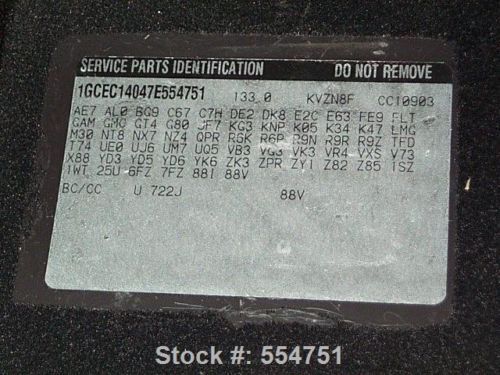 SERVICE PARTS IDENTIFICATION DO NOT REMOVE
1GCEC14047E554751 133.0 KVZN8F CC10903
AE7 AL0 BG9 C67 C7H DE2 DK8 E2C E63 FE9 FLT
GAM GMC GT4 G80 JF7 KG3 KNP K05 K34 K47 LMG
M30 NT8 NX7 NZ4 QPR R6K R6P R9N R9R R9Z TFD
T74 UE0 UJ6 UM7 UQ5 VB3 VG3 VK3 VR4 VXS V73
X88 YD3 YD5 YD6 YK6 ZK3 ZPR ZY1 Z82 Z85 1SZ
1WT 25U 6FZ 7FZ 88I 88V
BC/CC U 722J 88V
Stock #: 554751